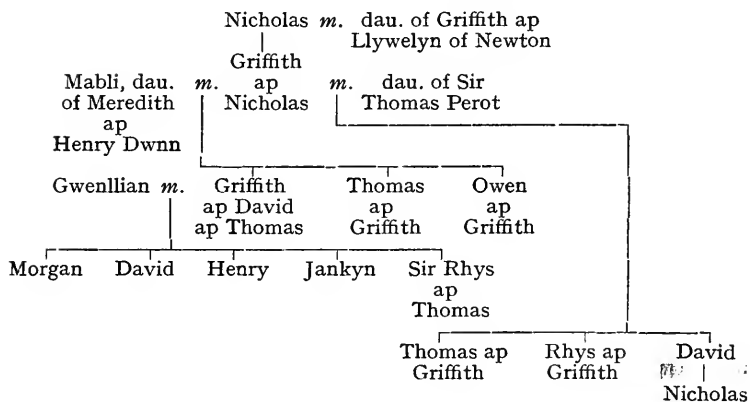 Nicholas m. dau. of Griffith ap
Llywelyn of Newton
Griffith
Mabli, dau. m. ap m. dau. of Sir
of Meredith Nicholas Thomas Perot
ap
Henry Dwnn
Gwenllian m. Griffith Thomas Owen
ap David ap ap
ap Thomas Griffith Griffith
Morgan David Henry Jankyn Sir Rhys
ap
Thomas
Thomas ap Rhys ap David
Griffith Griffith
Nicholas